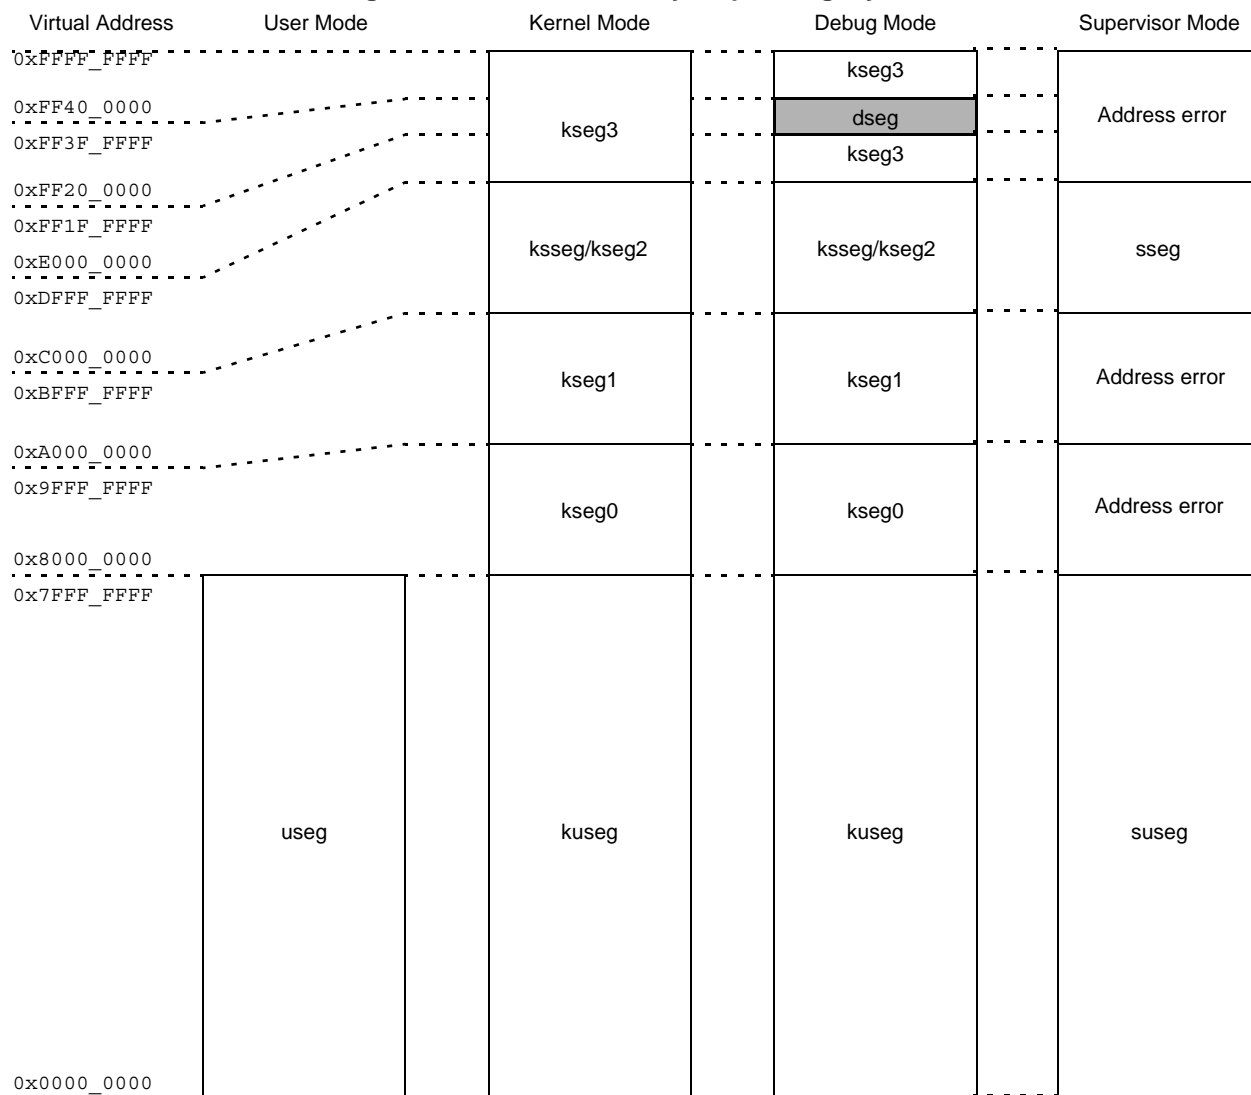 Virtual Address User Mode Kernel Mode Debug Mode Supervisor Mode
0xFFFF_FFFF
kseg3
0xFF40_0000
dseg
Address error
kseg3
0xFF3F_FFFF
kseg3
0xFF20_0000
0xFF1F_FFFF
ksseg/kseg2 ksseg/kseg2 sseg
0xE000_0000
0xDFFF_FFFF
0xC000_0000
kseg1 kseg1 Address error
0xBFFF_FFFF
0xA000_0000
0x9FFF_FFFF
kseg0 kseg0 Address error
0x8000_0000
0x7FFF_FFFF
useg kuseg kuseg suseg
0x0000_0000